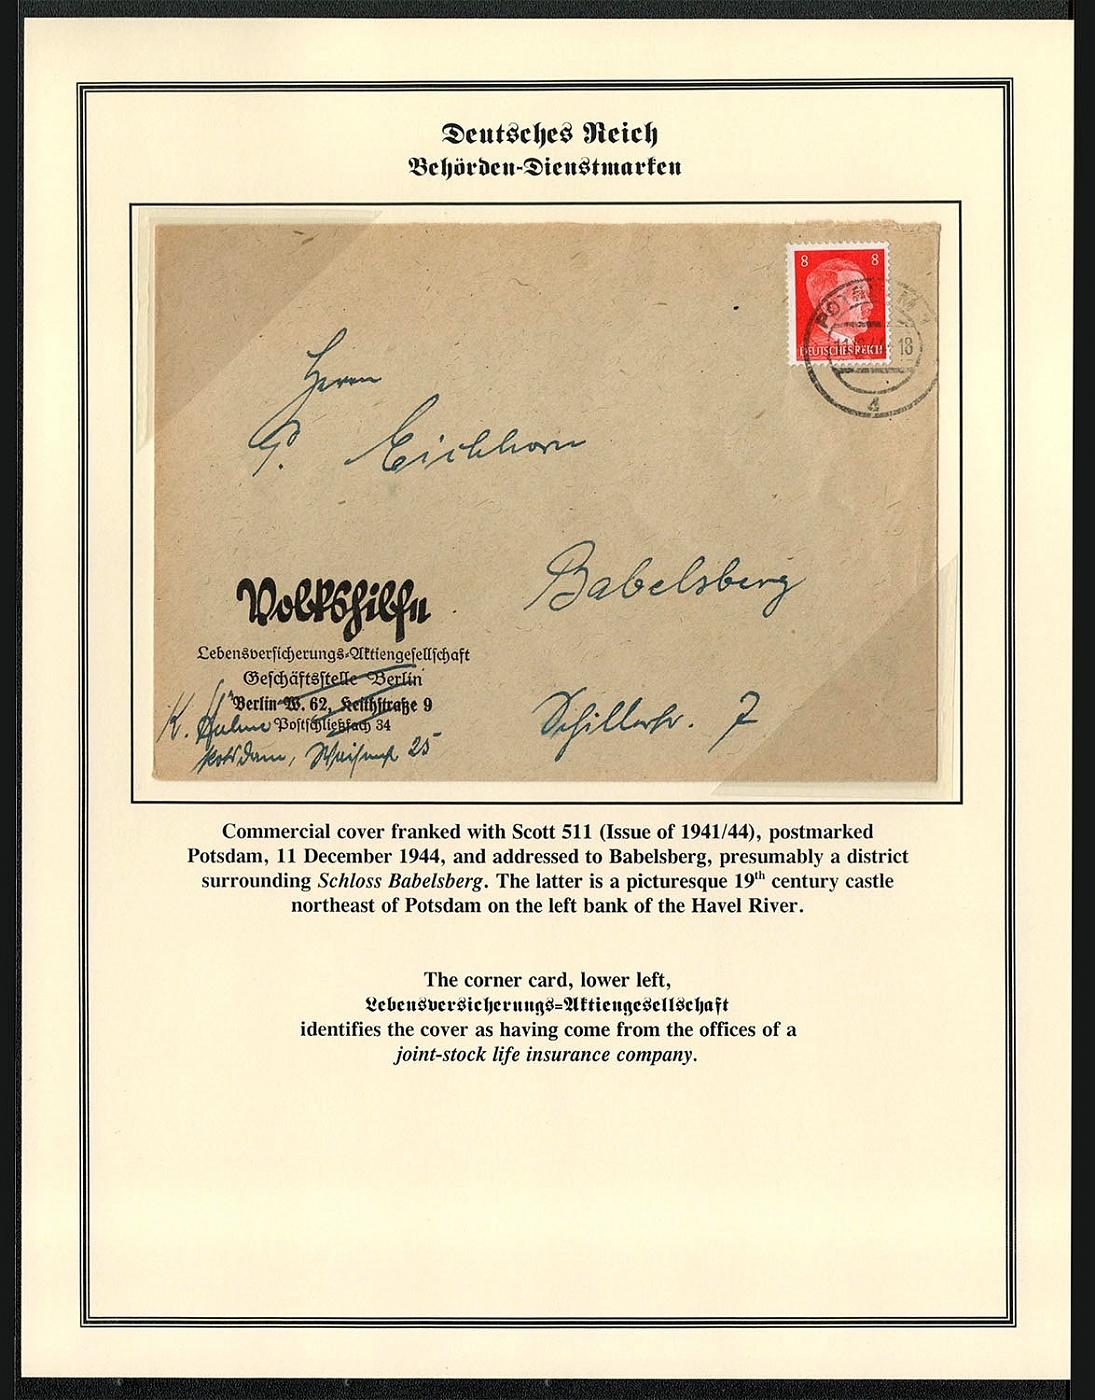 Deutsches Reich
Behörden-Dienstmarken
8 8
DEUTSCHES REICH
18
4
Herrn
P. Eichhorn
Babelsberg
Schillerstr. 7
Volkshilfe
Lebensversicherungs-Aktiengesellschaft
Geschäftsstelle Berlin
Berlin W. 62, Keithstraße 9
Postschließfach 34
K.
Potsdam, 25
Commercial cover franked with Scott 511 (Issue of 1941/44), postmarked
Potsdam, 11 December 1944, and addressed to Babelsberg, presumably a district
surrounding Schloss Babelsberg. The latter is a picturesque 19th century castle
northeast of Potsdam on the left bank of the Havel River.
The corner card, lower left,
Lebensversicherungs=Aktiengesellschaft
identifies the cover as having come from the offices of a
joint-stock life insurance company.